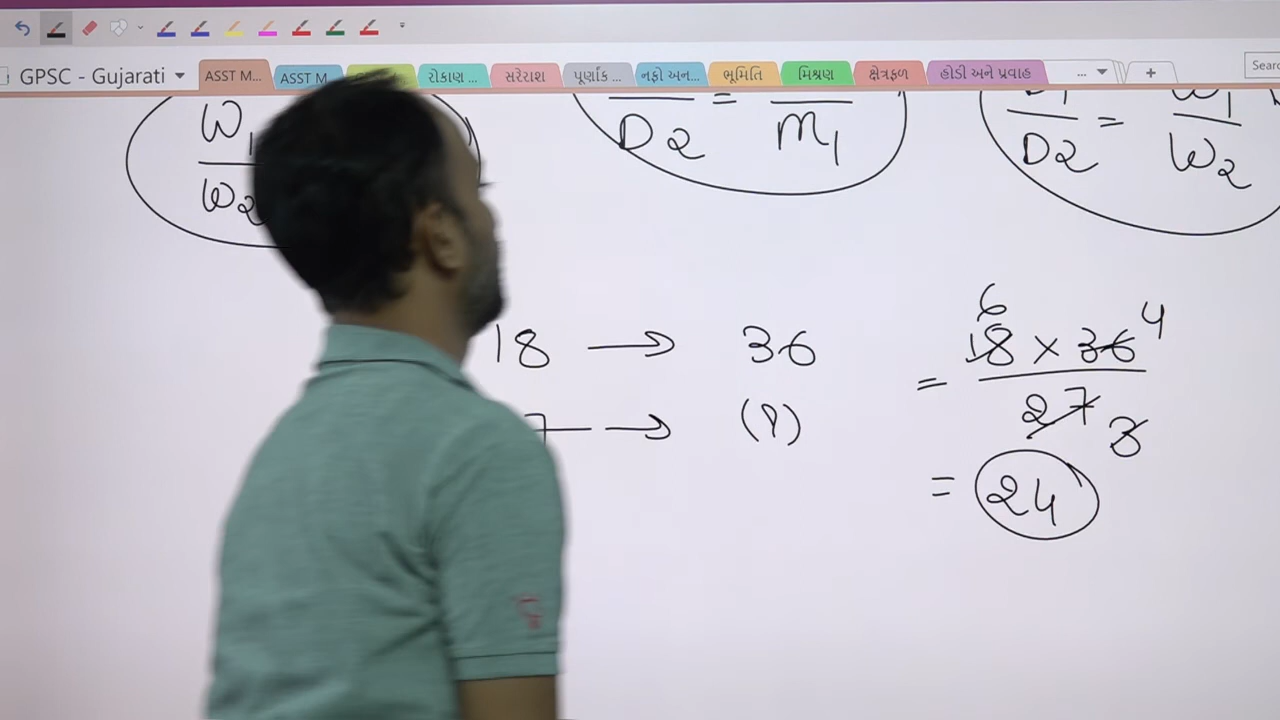 GPSC - Gujarati ASST M... ASST M રોકાણ ... સરેરાશ પૂર્ણાંક ... નફો અન... ભૂમિતિ મિશ્રણ ક્ષેત્રફળ હોડી અને પ્રવાહ ... + Searc
W1 / W2
/ D2 = / M1
/ D2 = W1 / W2
18 → 36
7 → (?)
= 18 × 36 / 27
6 4 3
= 24